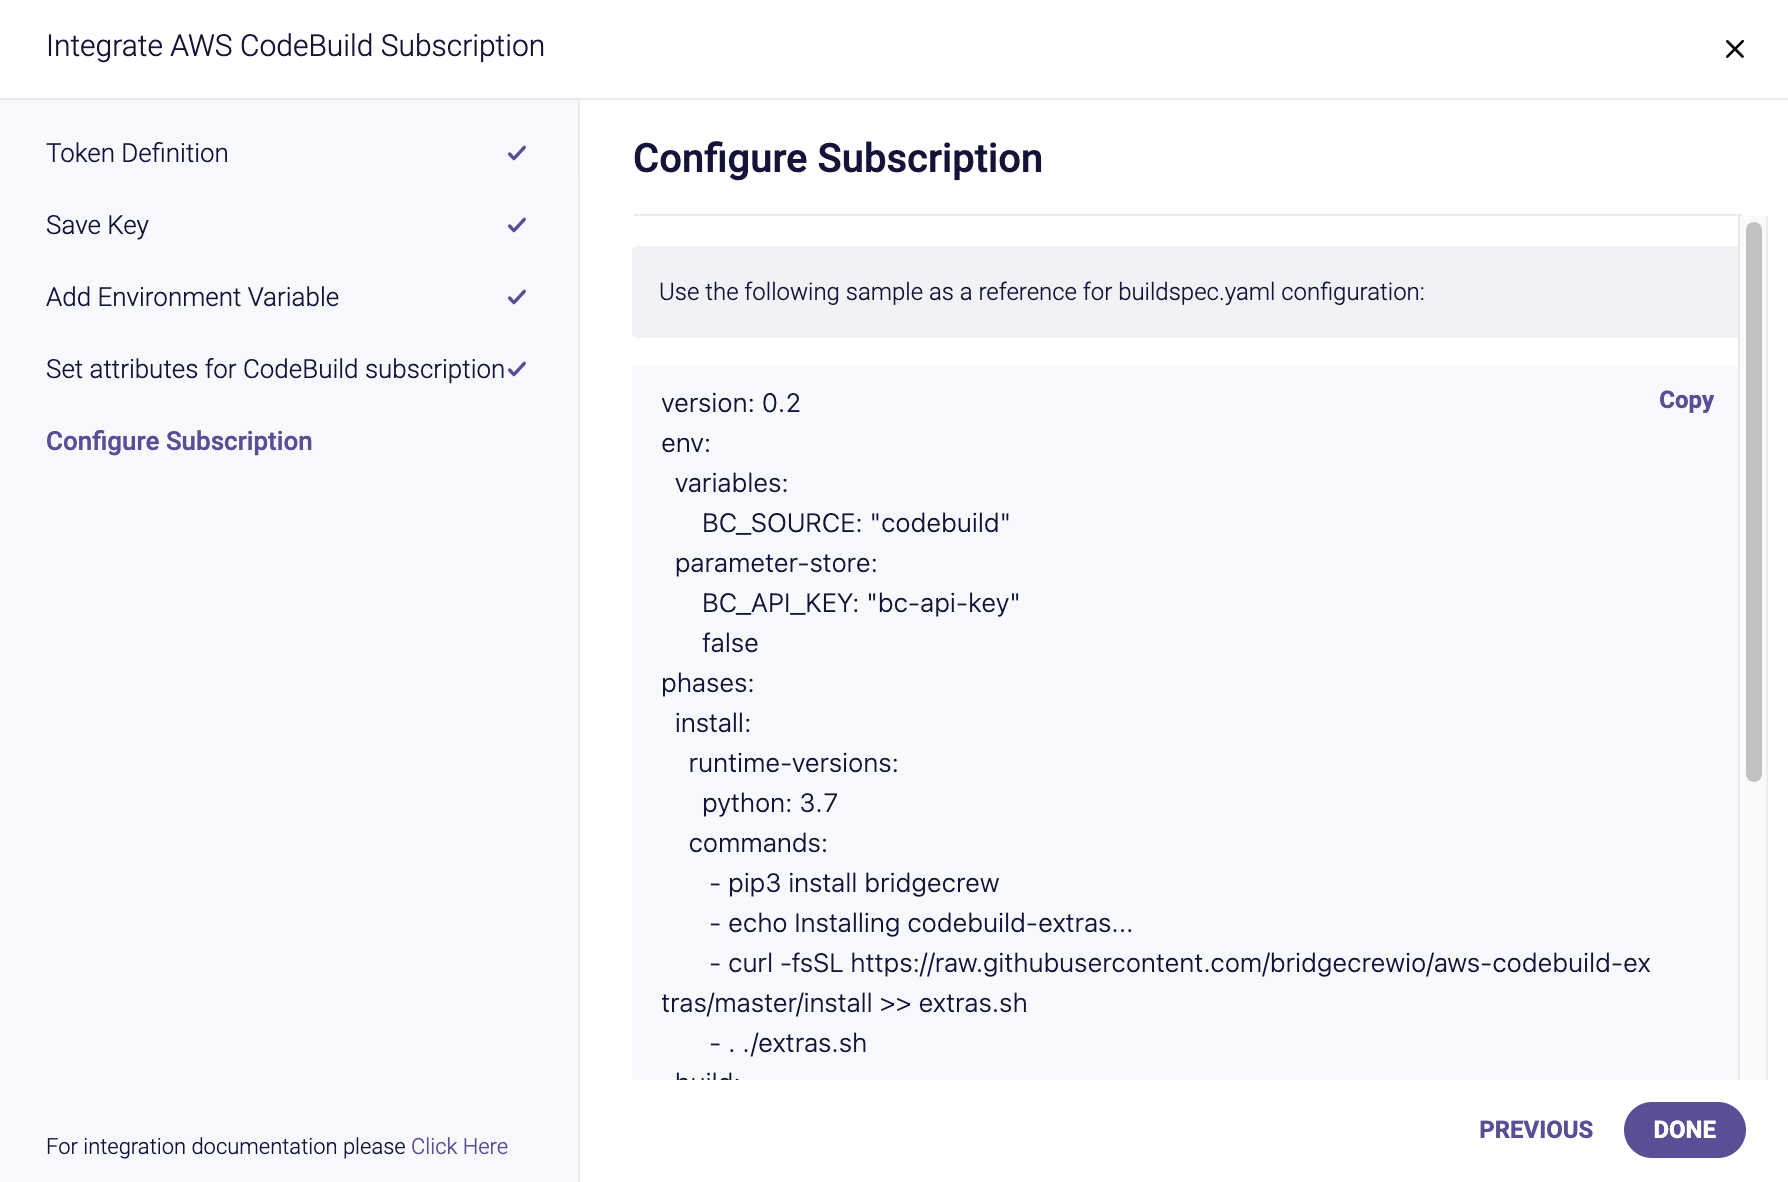 Integrate AWS CodeBuild Subscription
Token Definition
Save Key
Add Environment Variable
Set attributes for CodeBuild subscription
Configure Subscription
For integration documentation please Click Here
Configure Subscription
Use the following sample as a reference for buildspec.yaml configuration:
Copy
version: 0.2
env:
  variables:
    BC_SOURCE: "codebuild"
  parameter-store:
    BC_API_KEY: "bc-api-key"
    false
phases:
  install:
   runtime-versions:
    python: 3.7
   commands:
     - pip3 install bridgecrew
     - echo Installing codebuild-extras...
     - curl -fsSL https://raw.githubusercontent.com/bridgecrewio/aws-codebuild-ex
tras/master/install >> extras.sh
     - . ./extras.sh
  build:
PREVIOUS
DONE